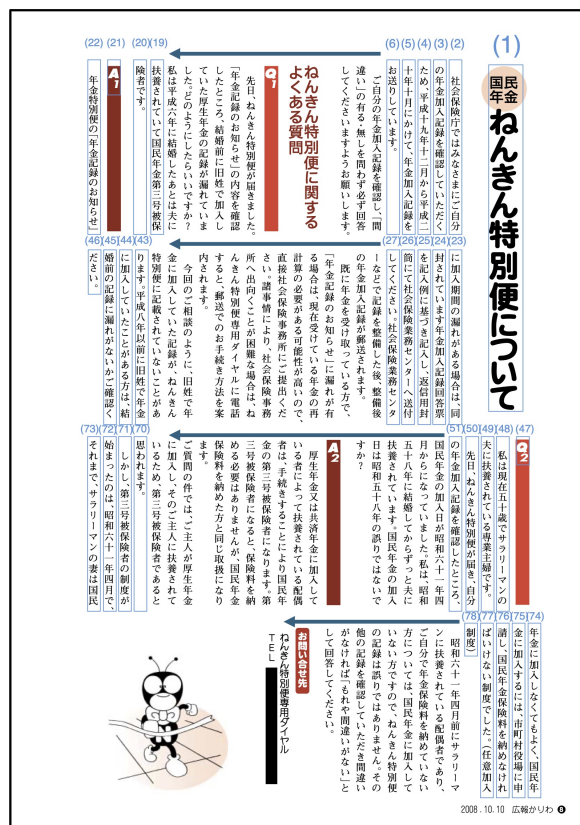 (1)
国民年金
ねんきん特別便について
(2) 社会保険庁ではみなさまにご自分
(3) の年金加入記録を確認していただく
(4) ため、平成十九年十二月から平成二
(5) 十年十月にかけて、年金加入記録を
(6) お送りしています。
ご自分の年金加入記録を確認し、「間
違い」の有る・無しを問わず必ず回答
してくださいますようお願いします。
ねんきん特別便に関する
よくある質問
Q1
先日、ねんきん特別便が届きました。
「年金記録のお知らせ」の内容を確認
したところ、結婚前に旧姓で加入し
ていた厚生年金の記録が漏れていま
した。どのようにしたらいいですか?
私は平成六年に結婚したあとは夫に
(19) 扶養されていて国民年金第三号被保
(20) 険者です。
(21) A1
(22) 年金特別便の「年金記録のお知らせ」
(23) に加入期間の漏れがある場合は、同
(24) 封されています年金加入記録回答票
(25) を記入例に基づき記入し、返信用封
(26) 筒にて社会保険業務センターへ送付
(27) してください。社会保険業務センタ
ーなどで記録を整備した後、整備後
の年金加入記録が郵送されます。
既に年金を受け取っている方で、
「年金記録のお知らせ」に漏れが有
る場合は、現在受けている年金の再
計算の必要がある可能性が高いので、
直接社会保険事務所にご提出くだ
さい。諸事情により、社会保険事務
所へ出向くことが困難な場合は、ね
んきん特別便専用ダイヤルに電話
すると、郵送でのお手続き方法を案
内されます。
今回のご相談のように、旧姓で年
金に加入していた記録が、ねんきん
特別便に記載されていないことがあ
(43) ります。平成八年以前に旧姓で年金
(44) に加入していたことがある方は、結
(45) 婚前の記録に漏れがないかご確認く
(46) ださい。
(47) Q2
(48) 私は現在五十歳でサラリーマンの
(49) 夫に扶養されている専業主婦です。
(50) 先日、ねんきん特別便が届き、自分
(51) の年金加入記録を確認したところ、
国民年金の加入日が昭和六十一年四
月からになっていました。私は、昭和
五十八年に結婚してからずっと夫に
扶養されています。国民年金の加入
日は昭和五十八年の誤りではないで
すか?
A2
厚生年金又は共済年金に加入して
いる者によって扶養されている配偶
者は、手続きすることにより国民年
金の第三号被保険者になります。第
三号被保険者になると、保険料を納
める必要はありませんが、国民年金
保険料を納めた方と同じ取扱になり
ます。
ご質問の件では、ご主人が厚生年金
に加入し、そのご主人に扶養されて
いるため、第三号被保険者であると
(70) 思われます。
(71) しかし、第三号被保険者の制度が
(72) 始まったのは、昭和六十一年四月で、
(73) それまで、サラリーマンの妻は国民
(74) 年金に加入しなくてもよく、国民年
(75) 金に加入するには、市町村役場に申
(76) 請し、国民年金保険料を納めなけれ
(77) ばいけない制度でした。(任意加入
(78) 制度)
昭和六十一年四月前にサラリーマ
ンに扶養されている配偶者であり、
ご自分で年金保険料を納めていない
方については、国民年金に加入して
いない方ですので、ねんきん特別便
の記録は誤りではありません。その
他の記録を確認していただき間違い
がなければ「もれや間違いがない」と
して回答してください。
お問い合せ先
ねんきん特別便専用ダイヤル
TEL
2008.10.10 広報かりわ 8